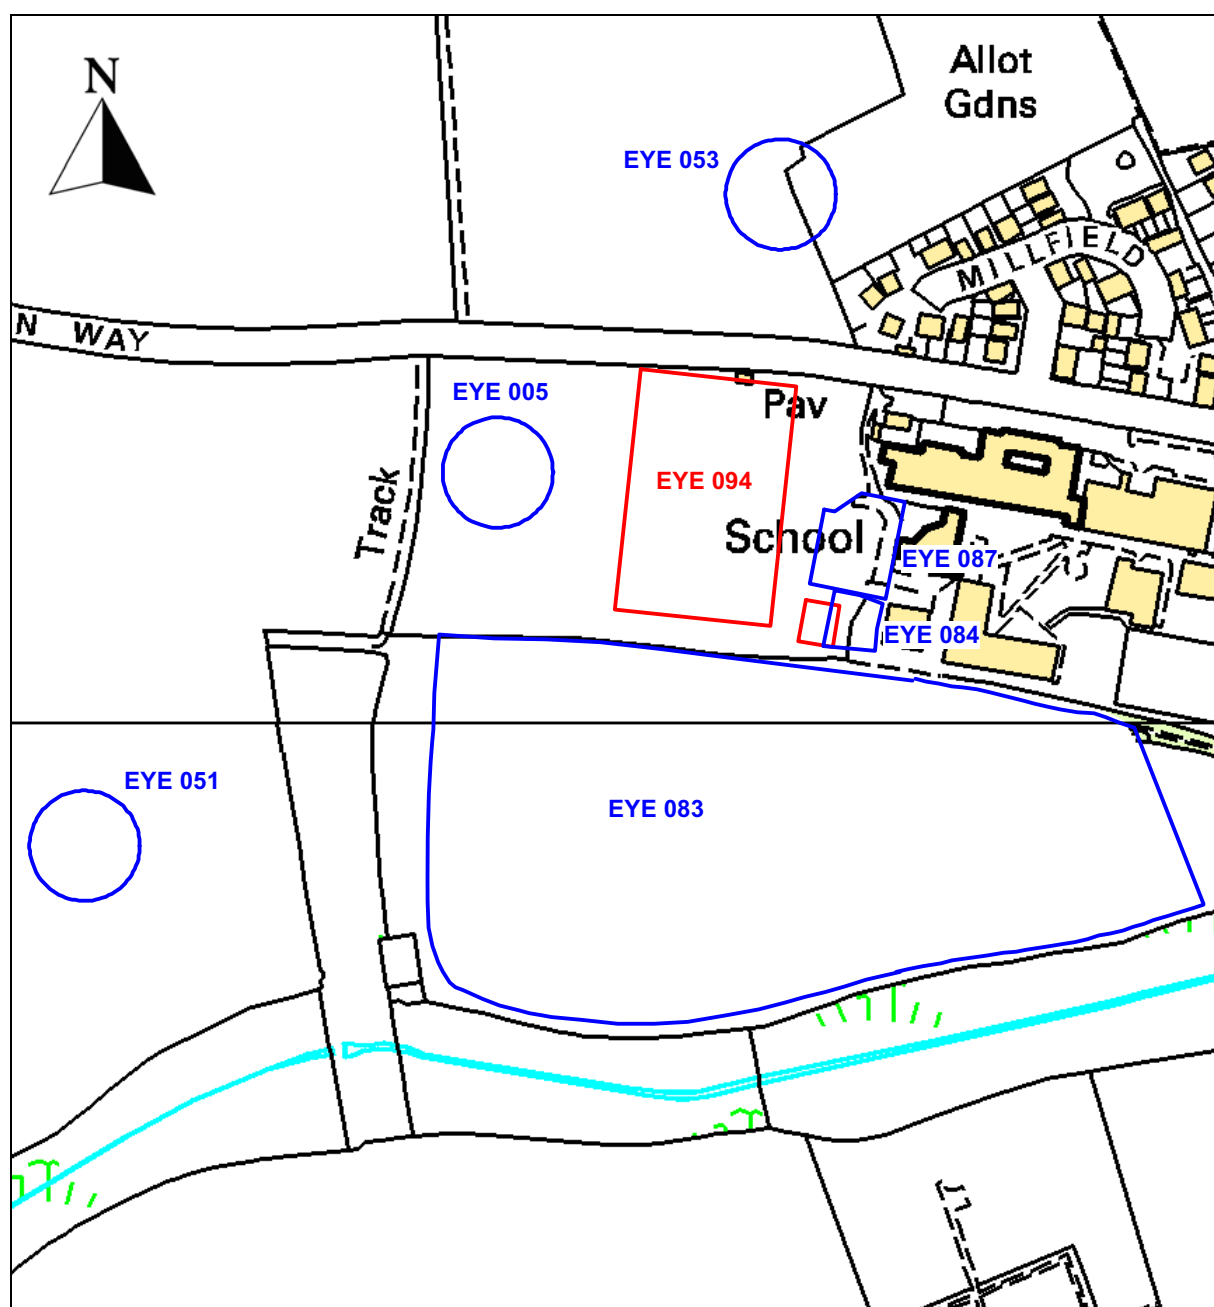 N
Allot
Gdns
EYE 053
MILLFIELD
N WAY
EYE 005
Pav
EYE 094
Track
School
EYE 087
EYE 084
EYE 051
EYE 083